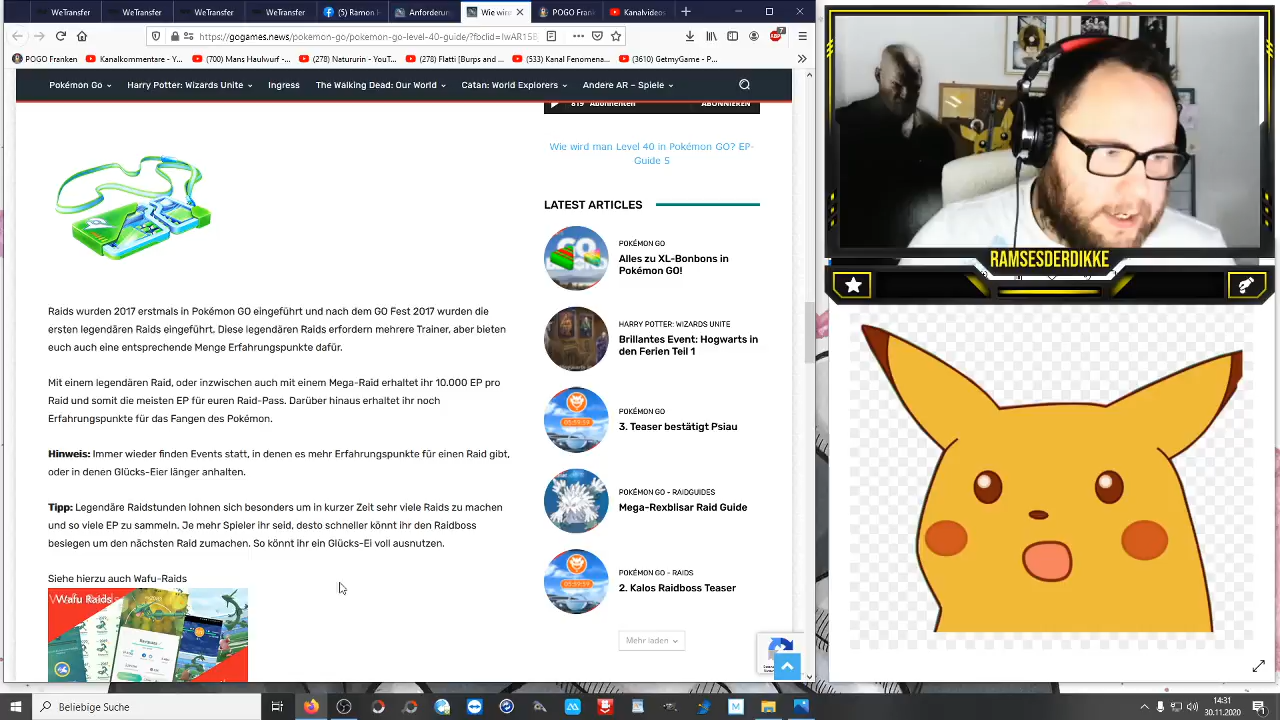 WeTransfer
WeTransfer
WeTransfer
(5) Ramon
Anforderung
Wie wird
POGO Frank
Kanalvideos
https://gogames.news/pokemon-level-40-guide/?fbclid=IwAR158
POGO Franken
Kanalkommentare - Y...
(700) Mans Haulwurf - ...
(278) Natururin - YouT...
(278) Flatti [Burps and ...
(533) Kanal Fenomena...
(3610) GetmyGame - P...
Pokémon Go
Harry Potter: Wizards Unite
Ingress
The Walking Dead: Our World
Catan: World Explorers
Andere AR – Spiele
819 Abonnenten
ABONNIEREN
Wie wird man Level 40 in Pokémon GO? EP-
Guide 5
LATEST ARTICLES
POKÉMON GO
Alles zu XL-Bonbons in
Pokémon GO!
HARRY POTTER: WIZARDS UNITE
Brillantes Event: Hogwarts in
den Ferien Teil 1
POKÉMON GO
3. Teaser bestätigt Psiau
POKÉMON GO - RAIDGUIDES
Mega-Rexblisar Raid Guide
POKÉMON GO - RAIDS
2. Kalos Raidboss Teaser
Mehr laden
Raids wurden 2017 erstmals in Pokémon GO eingeführt und nach dem GO Fest 2017 wurden die
ersten legendären Raids eingeführt. Diese legendären Raids erfordern mehrere Trainer, aber bieten
euch auch eine entsprechende Menge Erfahrungspunkte dafür.
Mit einem legendären Raid, oder inzwischen auch mit einem Mega-Raid erhaltet ihr 10.000 EP pro
Raid und somit die meisten EP für euren Raid-Pass. Darüber hinaus erhaltet ihr noch
Erfahrungspunkte für das Fangen des Pokémon.
Hinweis: Immer wieder finden Events statt, in denen es mehr Erfahrungspunkte für einen Raid gibt,
oder in denen Glücks-Eier länger anhalten.
Tipp: Legendäre Raidstunden lohnen sich besonders um in kurzer Zeit sehr viele Raids zu machen
und so viele EP zu sammeln. Je mehr Spieler ihr seid, desto schneller könnt ihr den Raidboss
besiegen um den nächsten Raid zumachen. So könnt ihr ein Glücks-Ei voll ausnutzen.
Siehe hierzu auch Wafu-Raids
Wafu Raids
RAMSESDERDIKKE
Beliebige Suche
14:31
30.11.2020